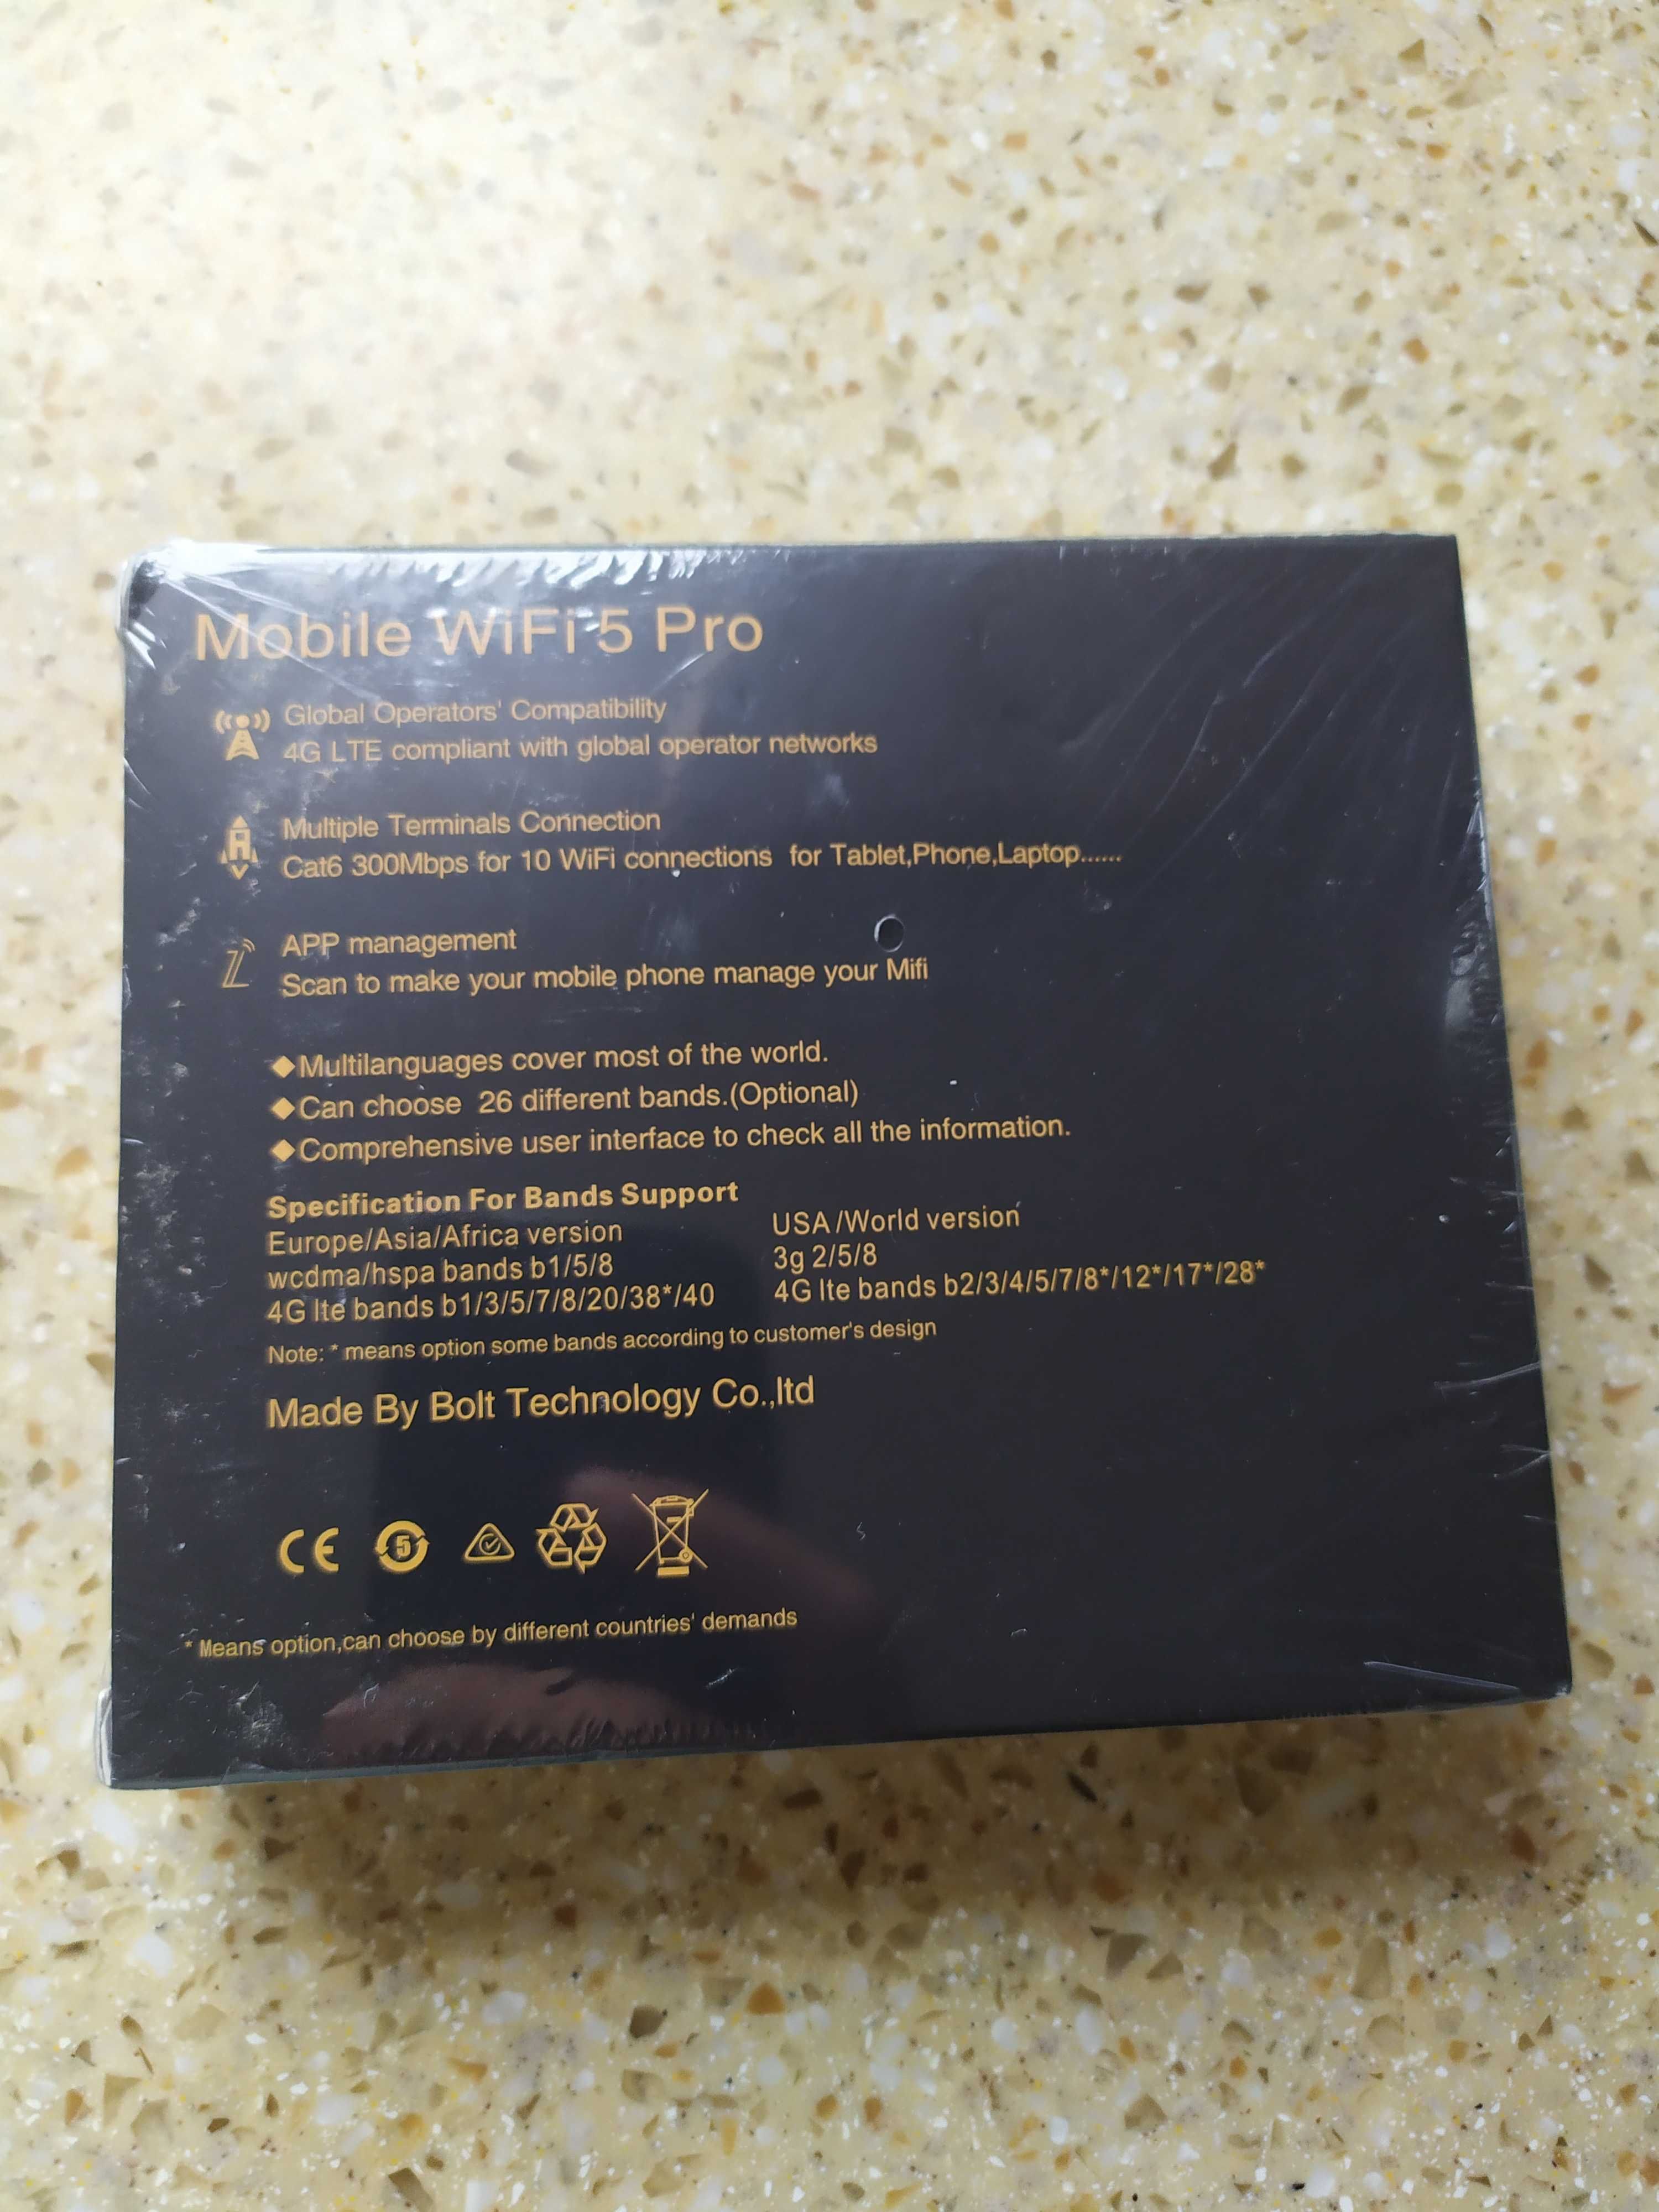 Mobile WiFi 5 Pro
Global Operators' Compatibility
4G LTE compliant with global operator networks
Multiple Terminals Connection
Cat6 300Mbps for 10 WiFi connections for Tablet,Phone,Laptop......
APP management
Scan to make your mobile phone manage your Mifi
◆Multilanguages cover most of the world.
◆Can choose 26 different bands.(Optional)
◆Comprehensive user interface to check all the information.
Specification For Bands Support
Europe/Asia/Africa version
wcdma/hspa bands b1/5/8
4G lte bands b1/3/5/7/8/20/38*/40
USA/World version
3g 2/5/8
4G lte bands b2/3/4/5/7/8*/12*/17*/28*
Note: * means option some bands according to customer's design
Made By Bolt Technology Co.,ltd
CE 5
* Means option,can choose by different countries' demands